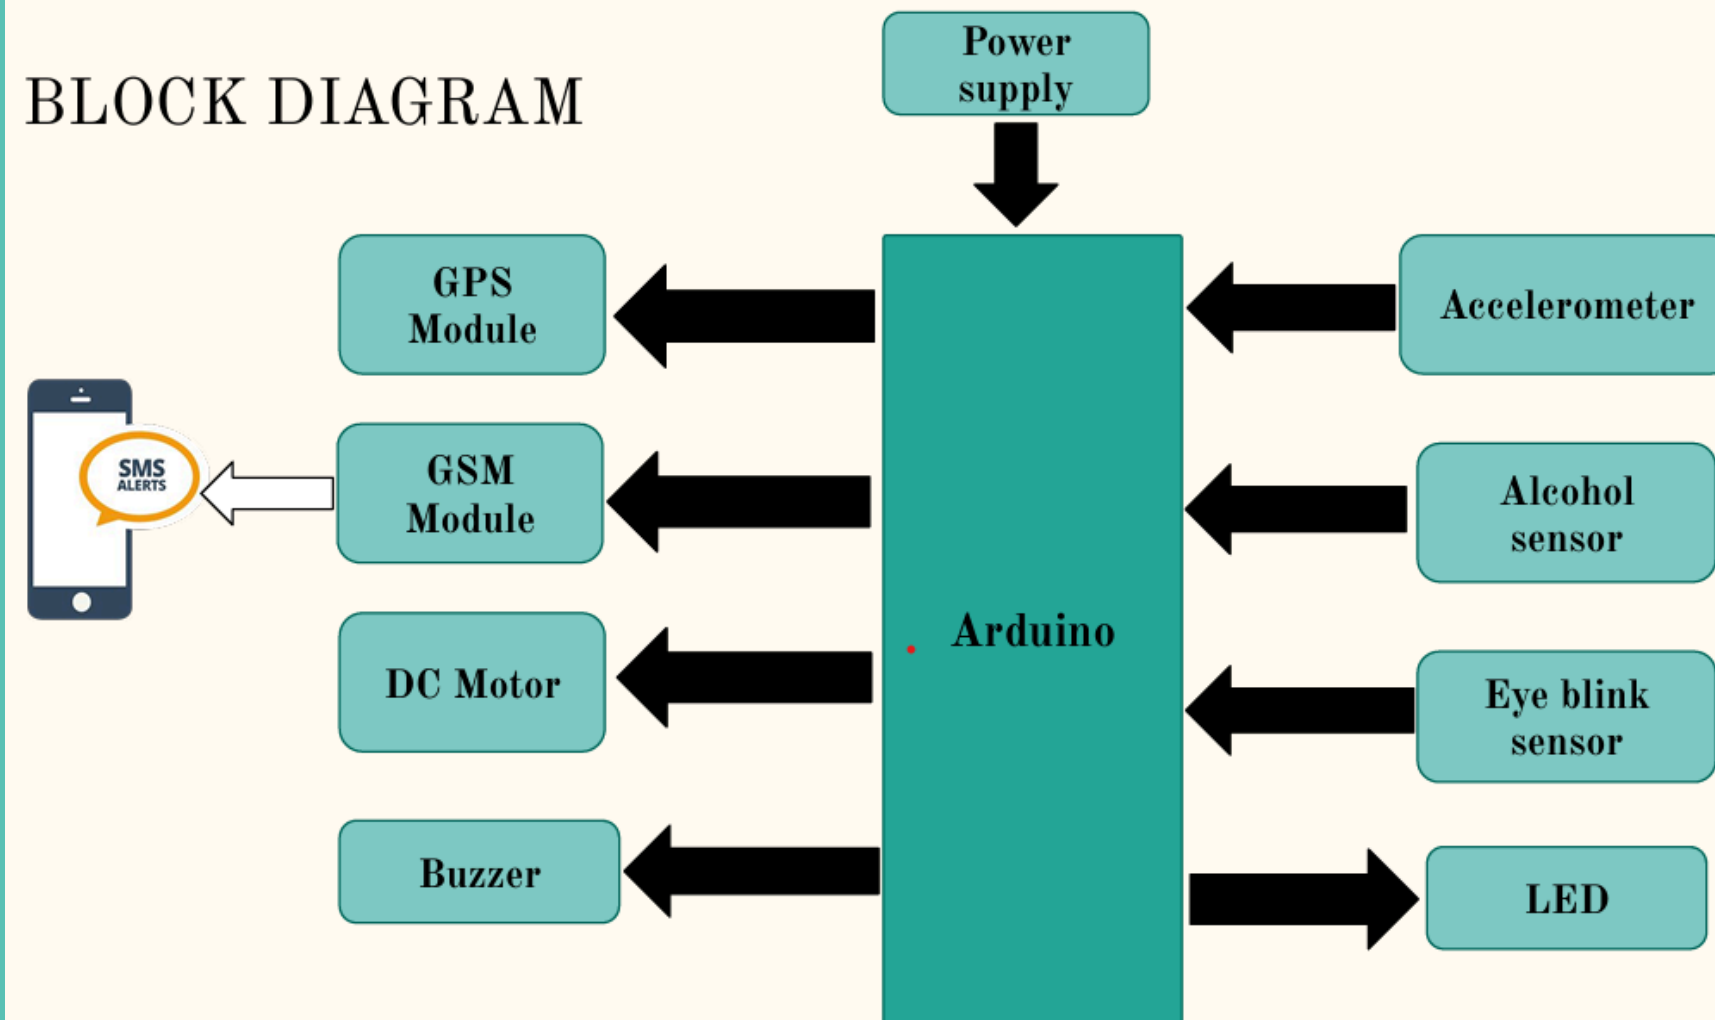 BLOCK DIAGRAM
Power
supply
GPS
Module
Accelerometer
SMS
ALERTS
GSM
Module
Alcohol
sensor
Arduino
DC Motor
Eye blink
sensor
Buzzer
LED